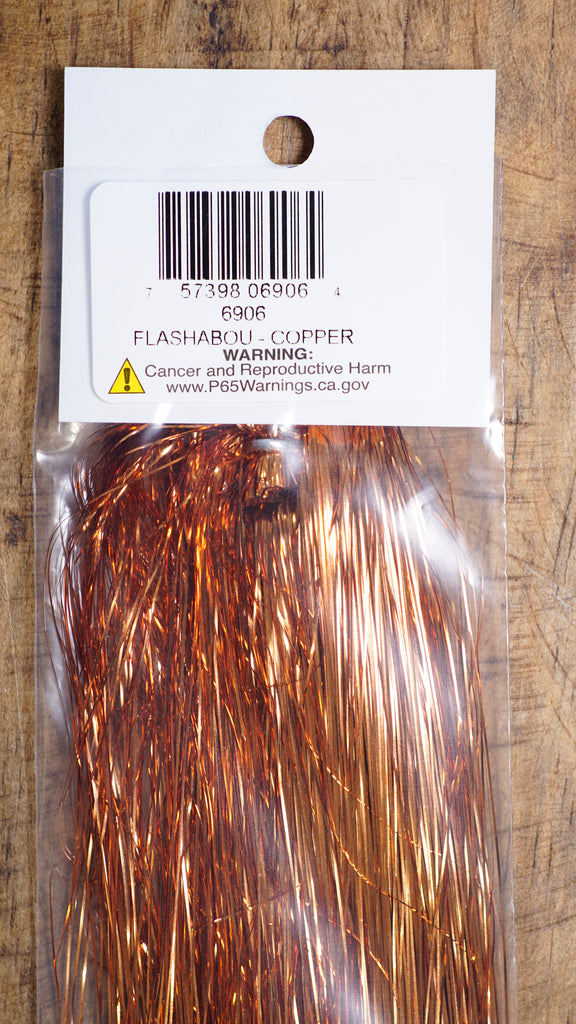 7 57398 06906 4
6906
FLASHABOU - COPPER
WARNING:
Cancer and Reproductive Harm
www.P65Warnings.ca.gov